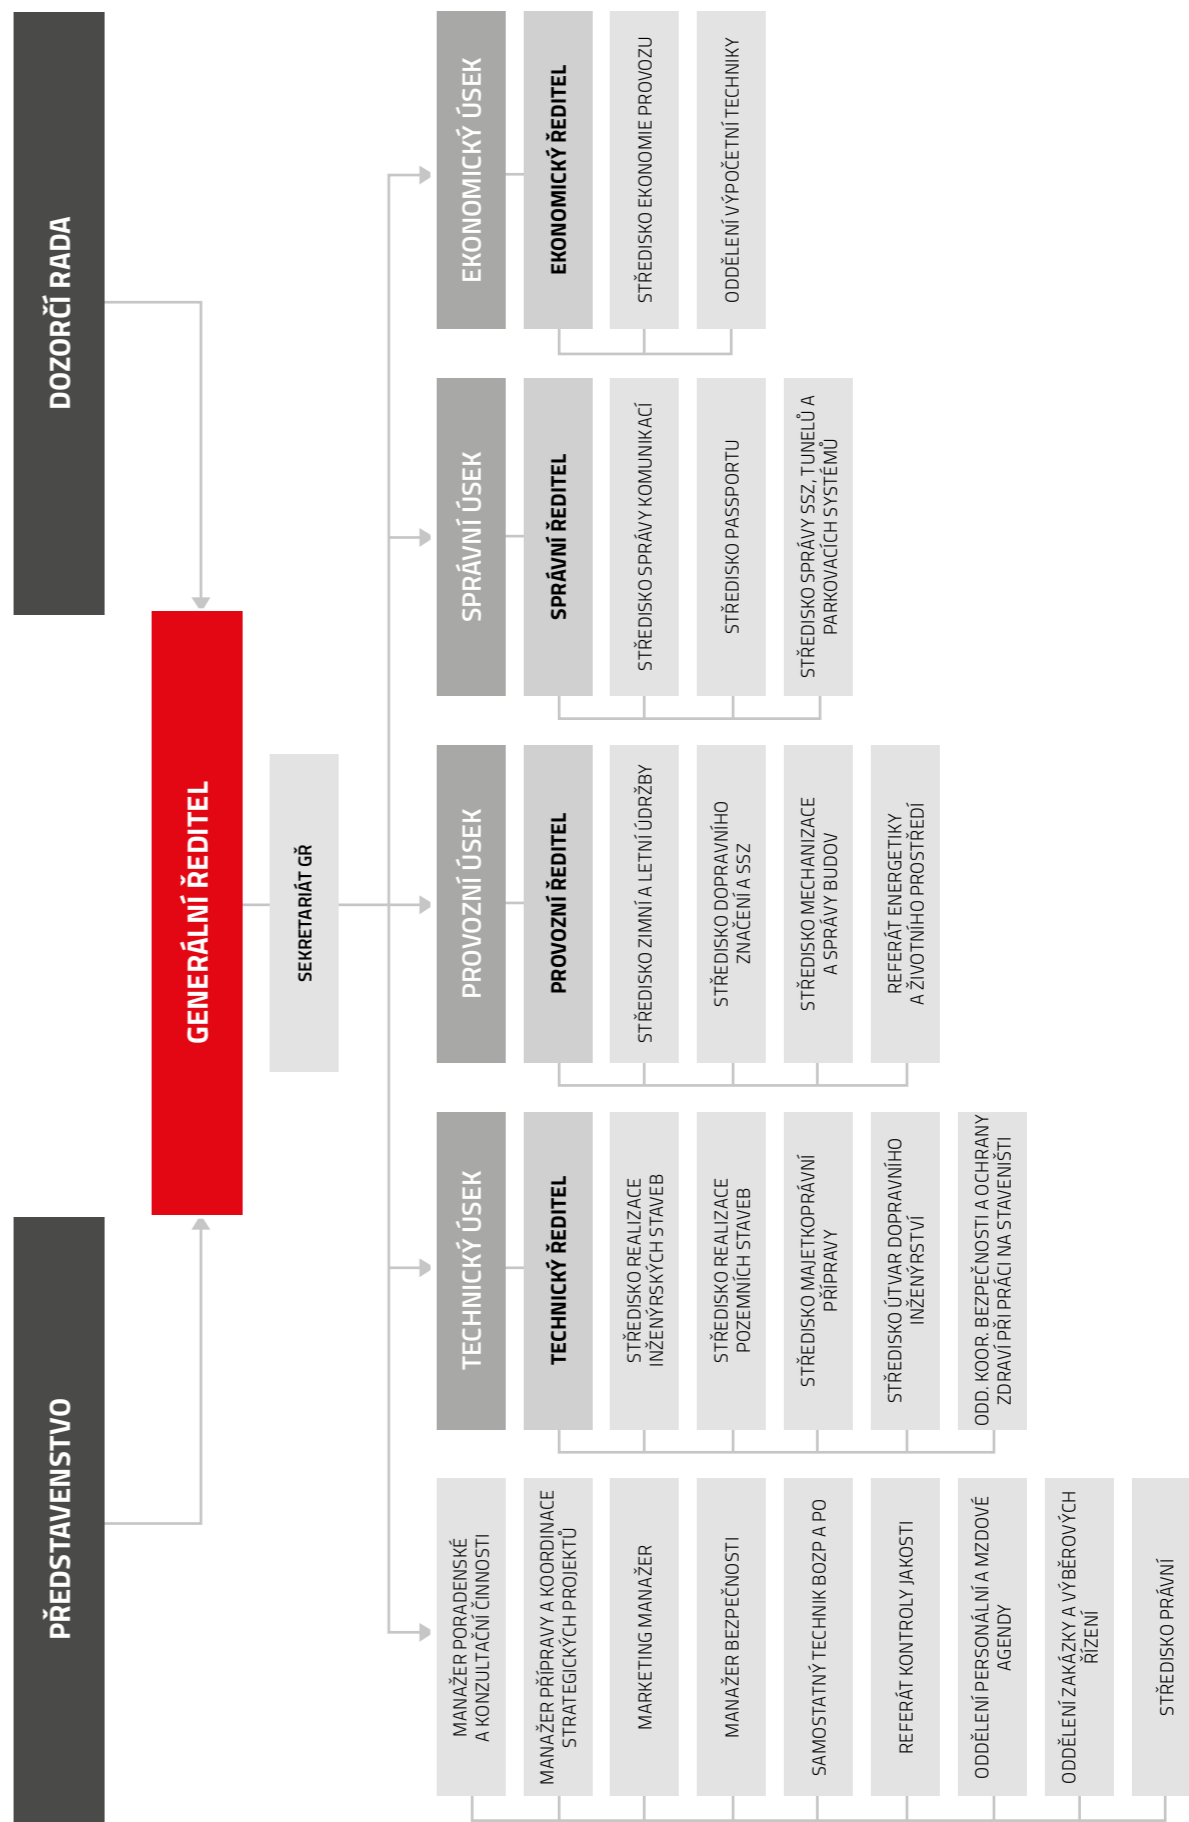 PŘEDSTAVENSTVO
DOZORČÍ RADA
GENERÁLNÍ ŘEDITEL
SEKRETARIÁT GŘ
MANAŽER PORADENSKÉ
A KONZULTAČNÍ ČINNOSTI
MANAŽER PŘÍPRAVY A KOORDINACE
STRATEGICKÝCH PROJEKTŮ
MARKETING MANAŽER
MANAŽER BEZPEČNOSTI
SAMOSTATNÝ TECHNIK BOZP A PO
REFERÁT KONTROLY JAKOSTI
ODDĚLENÍ PERSONÁLNÍ A MZDOVÉ
AGENDY
ODDĚLENÍ ZAKÁZKY A VÝBĚROVÝCH
ŘÍZENÍ
STŘEDISKO PRÁVNÍ
TECHNICKÝ ÚSEK
TECHNICKÝ ŘEDITEL
STŘEDISKO REALIZACE
INŽENÝRSKÝCH STAVEB
STŘEDISKO REALIZACE
POZEMNÍCH STAVEB
STŘEDISKO MAJETKOPRÁVNÍ
PŘÍPRAVY
STŘEDISKO ÚTVAR DOPRAVNÍHO
INŽENÝRSTVÍ
ODD. KOOR. BEZPEČNOSTI A OCHRANY
ZDRAVÍ PŘI PRÁCI NA STAVENIŠTI
PROVOZNÍ ÚSEK
PROVOZNÍ ŘEDITEL
STŘEDISKO ZIMNÍ A LETNÍ ÚDRŽBY
STŘEDISKO DOPRAVNÍHO
ZNAČENÍ A SSZ
STŘEDISKO MECHANIZACE
A SPRÁVY BUDOV
REFERÁT ENERGETIKY
A ŽIVOTNÍHO PROSTŘEDÍ
SPRÁVNÍ ÚSEK
SPRÁVNÍ ŘEDITEL
STŘEDISKO SPRÁVY KOMUNIKACÍ
STŘEDISKO PASSPORTU
STŘEDISKO SPRÁVY SSZ, TUNELŮ A
PARKOVACÍCH SYSTÉMŮ
EKONOMICKÝ ÚSEK
EKONOMICKÝ ŘEDITEL
STŘEDISKO EKONOMIE PROVOZU
ODDĚLENÍ VÝPOČETNÍ TECHNIKY